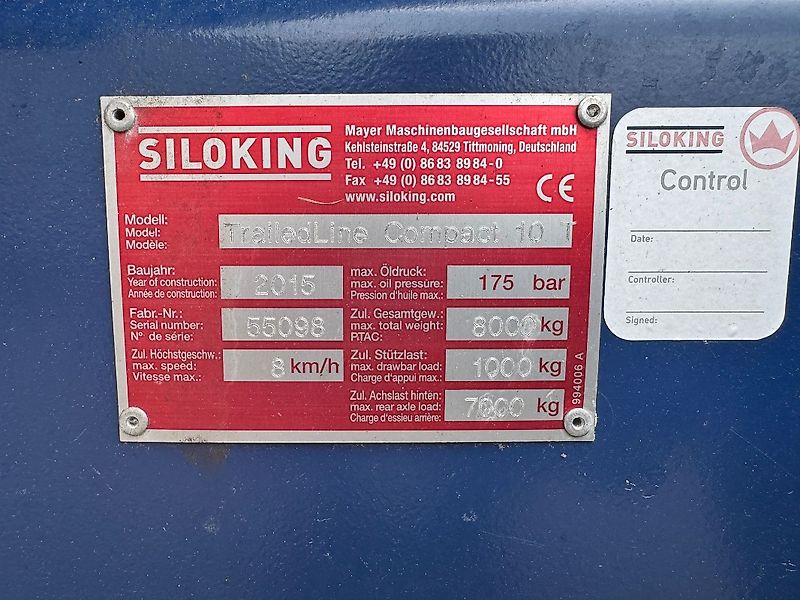 SILOKING
Mayer Maschinenbaugesellschaft mbH
Kehlsteinstraße 4, 84529 Tittmoning, Deutschland
Tel. +49 (0) 86 83 89 84 - 0
Fax +49 (0) 86 83 89 84 - 55
www.siloking.com
CE
Modell:
Model:
Modèle:
TrailedLine Compact 10 T
Baujahr:
Year of construction:
Année de construction:
2015
max. Öldruck:
max. oil pressure:
Pression d'huile max.:
175 bar
Fabr.-Nr.:
Serial number:
N° de série:
55098
Zul. Gesamtgew.:
max. total weight:
P.TAC:
8000 kg
Zul. Höchstgeschw.:
max. speed:
Vitesse max.:
8 km/h
Zul. Stützlast:
max. drawbar load:
Charge d'appui max.:
1000 kg
Zul. Achslast hinten:
max. rear axle load:
Charge d'essieu arrière:
7000 kg
994006 A
SILOKING
Control
Date:
Controller:
Signed: